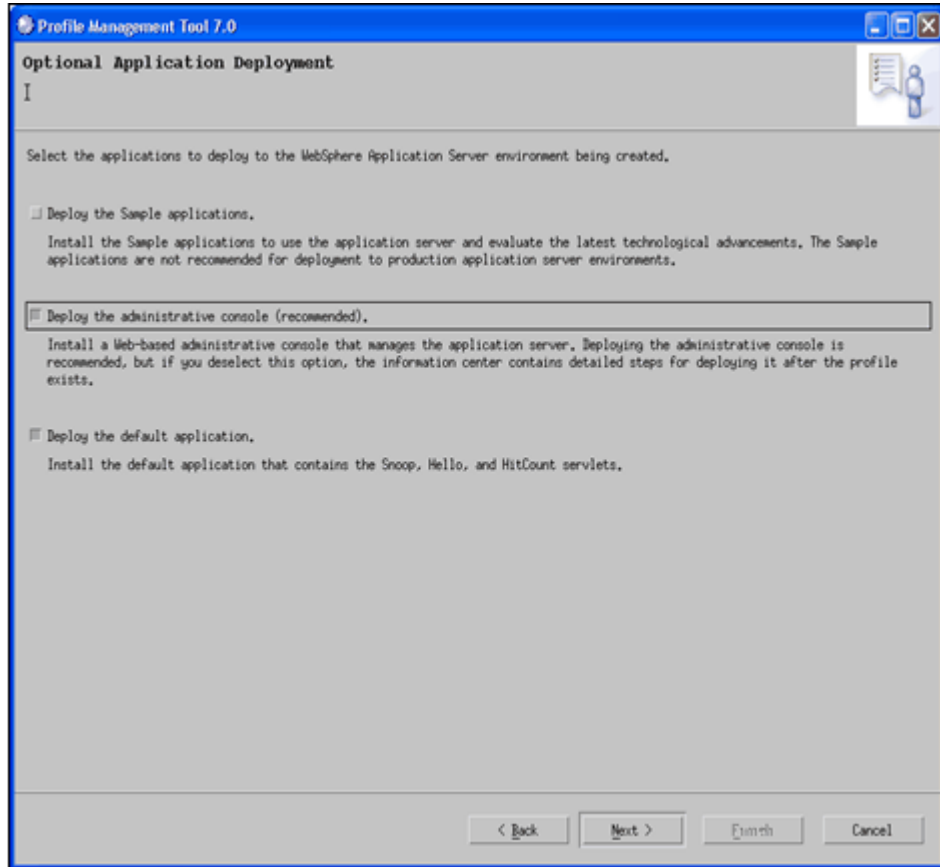 Profile Management Tool 7.0
Optional Application Deployment
Select the applications to deploy to the WebSphere Application Server environment being created.
Deploy the Sample applications.
Install the Sample applications to use the application server and evaluate the latest technological advancements. The Sample
applications are not recommended for deployment to production application server environments.
Deploy the administrative console (recommended).
Install a Web-based administrative console that manages the application server. Deploying the administrative console is
recommended, but if you deselect this option, the information center contains detailed steps for deploying it after the profile
exists.
Deploy the default application.
Install the default application that contains the Snoop, Hello, and HitCount servlets.
< Back Next > Finish Cancel